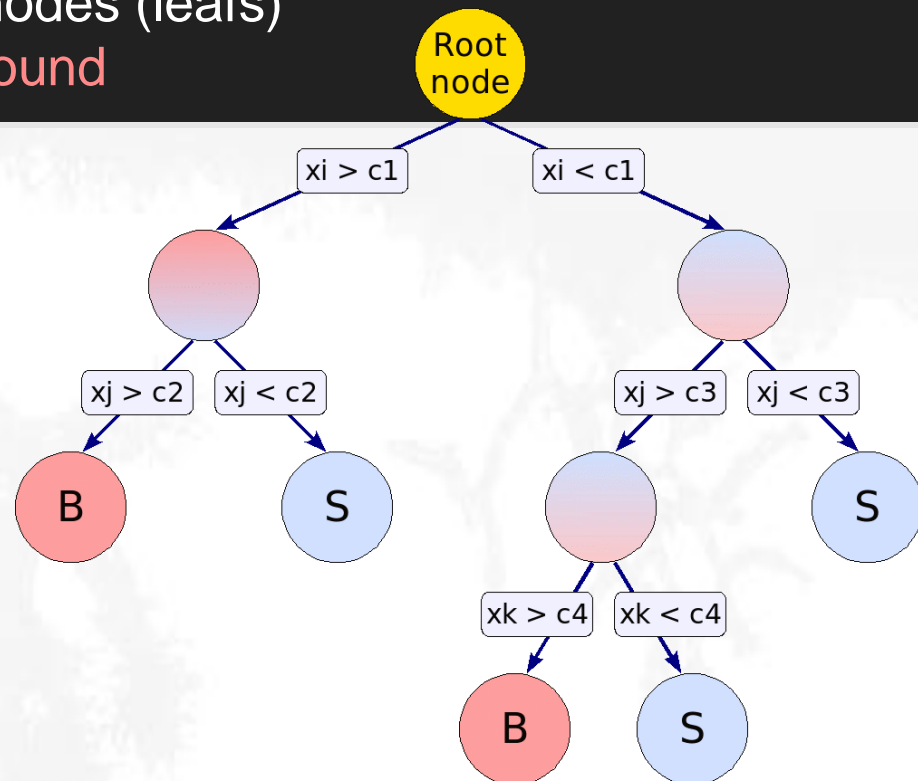 nodes (leafs)
ound
Root
node
xi > c1
xi < c1
xj > c2
xj < c2
xj > c3
xj < c3
B
S
S
xk > c4
xk < c4
B
S